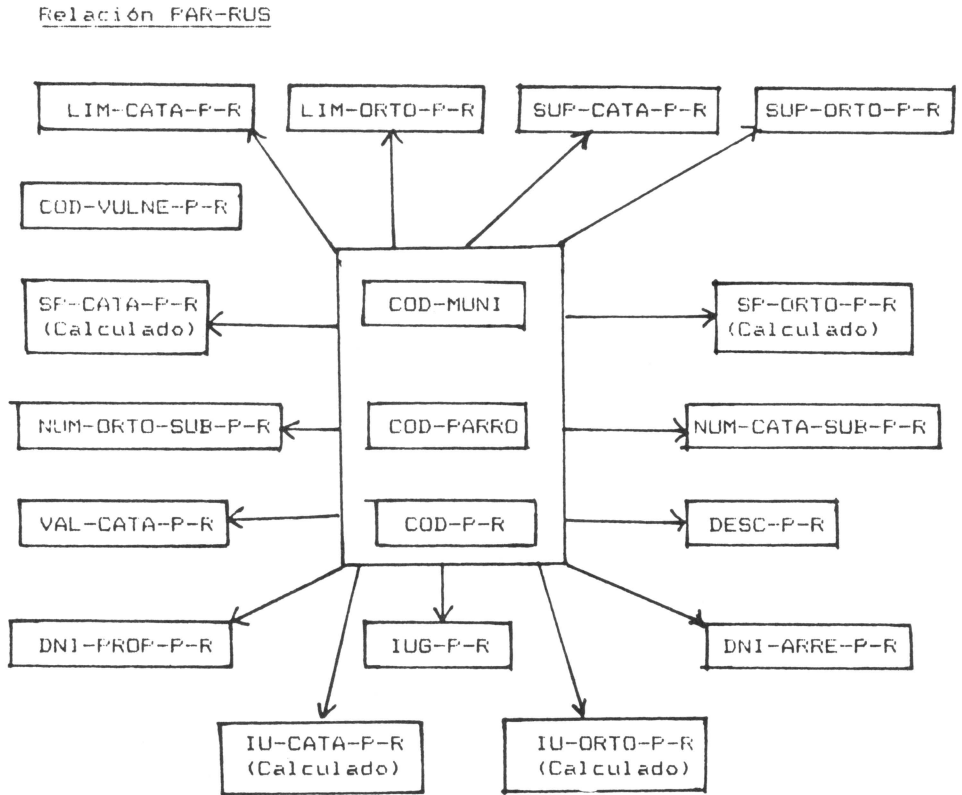 Relación PAR-RUS
LIM-CATA-P-R
LIM-ORTO-P-R
SUP-CATA-P-R
SUP-ORTO-P-R
COD-VULNE-P-R
SP-CATA-P-R
(Calculado)
COD-MUNI
SP-ORTO-P-R
(Calculado)
NUM-ORTO-SUB-P-R
COD-PARRO
NUM-CATA-SUB-P-R
VAL-CATA-P-R
COD-P-R
DESC-P-R
DNI-PROP-P-R
IUG-P-R
DNI-ARRE-P-R
IU-CATA-P-R
(Calculado)
IU-ORTO-P-R
(Calculado)